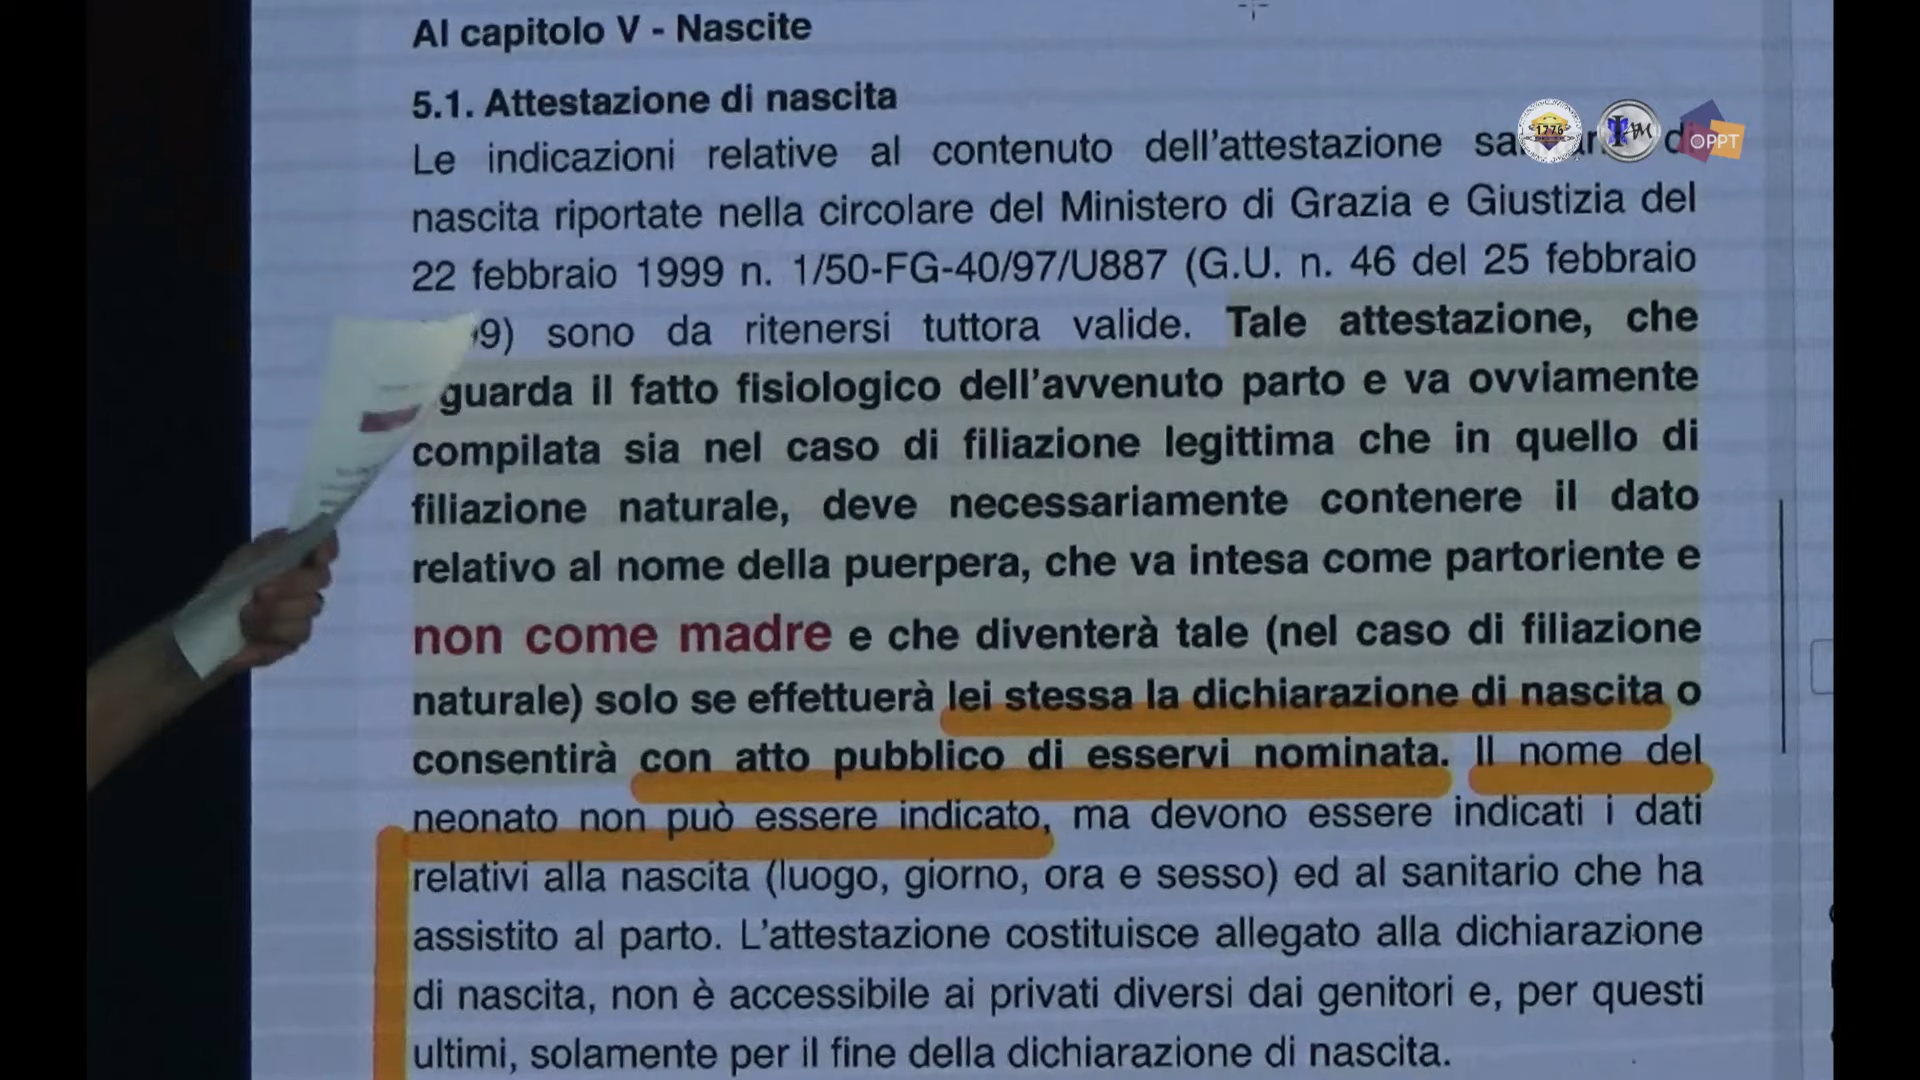 Al capitolo V - Nascite
5.1. Attestazione di nascita
Le indicazioni relative al contenuto dell'attestazione
nascita riportate nella circolare del Ministero di Grazia e Giustizia del
22 febbraio 1999 n. 1/50-FG-40/97/U887 (G.U. n. 46 del 25 febbraio
9) sono da ritenersi tuttora valide. Tale attestazione, che
guarda il fatto fisiologico dell'avvenuto parto e va ovviamente
compilata sia nel caso di filiazione legittima che in quello di
filiazione naturale, deve necessariamente contenere il dato
relativo al nome della puerpera, che va intesa come partoriente e
non come madre e che diventerà tale (nel caso di filiazione
naturale) solo se effettuerà lei stessa la dichiarazione di nascita o
consentirà con atto pubblico di esservi nominata. Il nome del
neonato non può essere indicato, ma devono essere indicati i dati
relativi alla nascita (luogo, giorno, ora e sesso) ed al sanitario che ha
assistito al parto. L'attestazione costituisce allegato alla dichiarazione
di nascita, non è accessibile ai privati diversi dai genitori e, per questi
ultimi, solamente per il fine della dichiarazione di nascita.
1776
OPPT